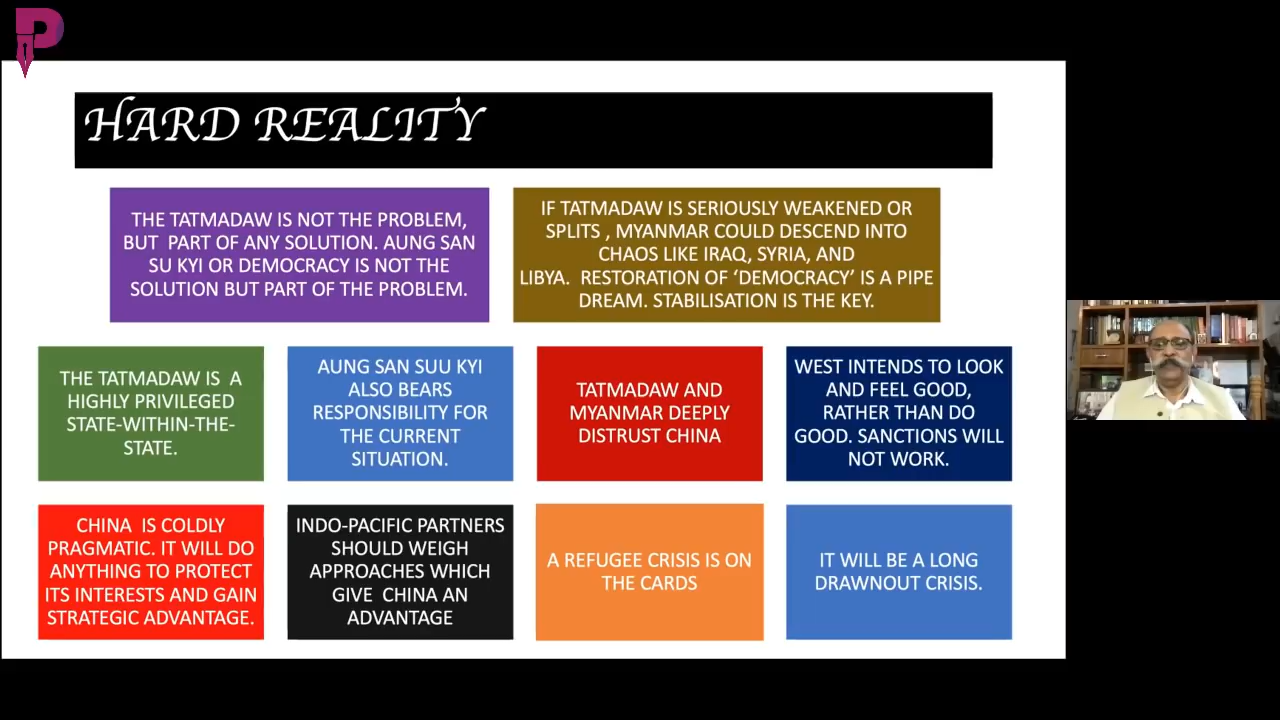 P
HARD REALITY
THE TATMADAW IS NOT THE PROBLEM,
BUT PART OF ANY SOLUTION. AUNG SAN
SU KYI OR DEMOCRACY IS NOT THE
SOLUTION BUT PART OF THE PROBLEM.
IF TATMADAW IS SERIOUSLY WEAKENED OR
SPLITS , MYANMAR COULD DESCEND INTO
CHAOS LIKE IRAQ, SYRIA, AND
LIBYA. RESTORATION OF ‘DEMOCRACY’ IS A PIPE
DREAM. STABILISATION IS THE KEY.
THE TATMADAW IS A
HIGHLY PRIVILEGED
STATE-WITHIN-THE-
STATE.
AUNG SAN SUU KYI
ALSO BEARS
RESPONSIBILITY FOR
THE CURRENT
SITUATION.
TATMADAW AND
MYANMAR DEEPLY
DISTRUST CHINA
WEST INTENDS TO LOOK
AND FEEL GOOD,
RATHER THAN DO
GOOD. SANCTIONS WILL
NOT WORK.
CHINA IS COLDLY
PRAGMATIC. IT WILL DO
ANYTHING TO PROTECT
ITS INTERESTS AND GAIN
STRATEGIC ADVANTAGE.
INDO-PACIFIC PARTNERS
SHOULD WEIGH
APPROACHES WHICH
GIVE CHINA AN
ADVANTAGE
A REFUGEE CRISIS IS ON
THE CARDS
IT WILL BE A LONG
DRAWNOUT CRISIS.